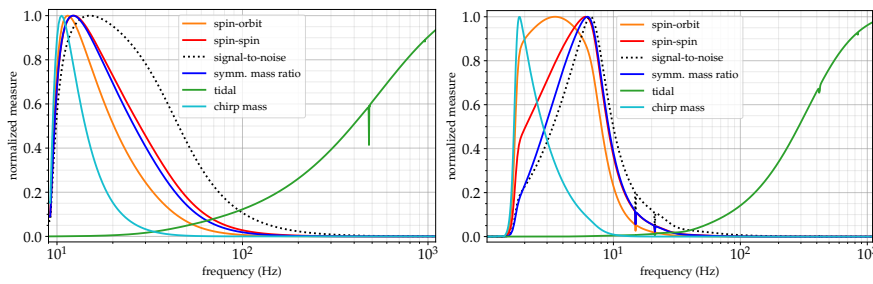 1.0
0.8
0.6
0.4
0.2
0.0
normalized measure
spin-orbit
spin-spin
signal-to-noise
symm. mass ratio
tidal
chirp mass
10¹ 10² 10³
frequency (Hz)
1.0
0.8
0.6
0.4
0.2
0.0
normalized measure
spin-orbit
spin-spin
signal-to-noise
symm. mass ratio
tidal
chirp mass
10¹ 10² 10³
frequency (Hz)